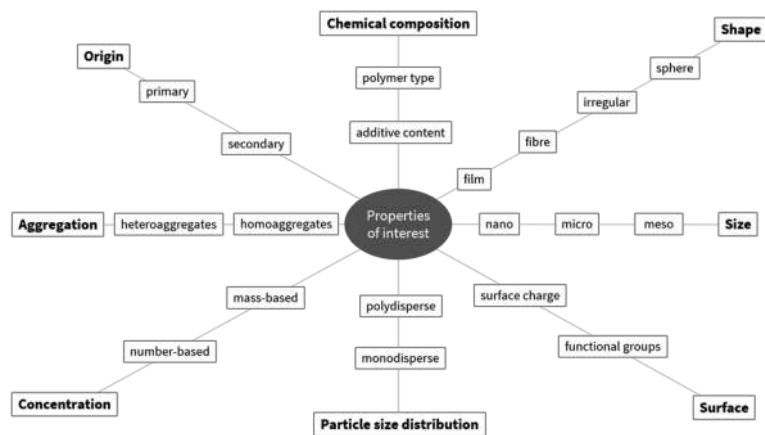 Chemical composition
Shape
Origin
sphere
polymer type
primary
irregular
additive content
secondary
fibre
film
Properties
of interest
Aggregation
heteroaggregates
homoaggregates
nano
micro
meso
Size
mass-based
polydisperse
surface charge
number-based
monodisperse
functional groups
Concentration
Particle size distribution
Surface